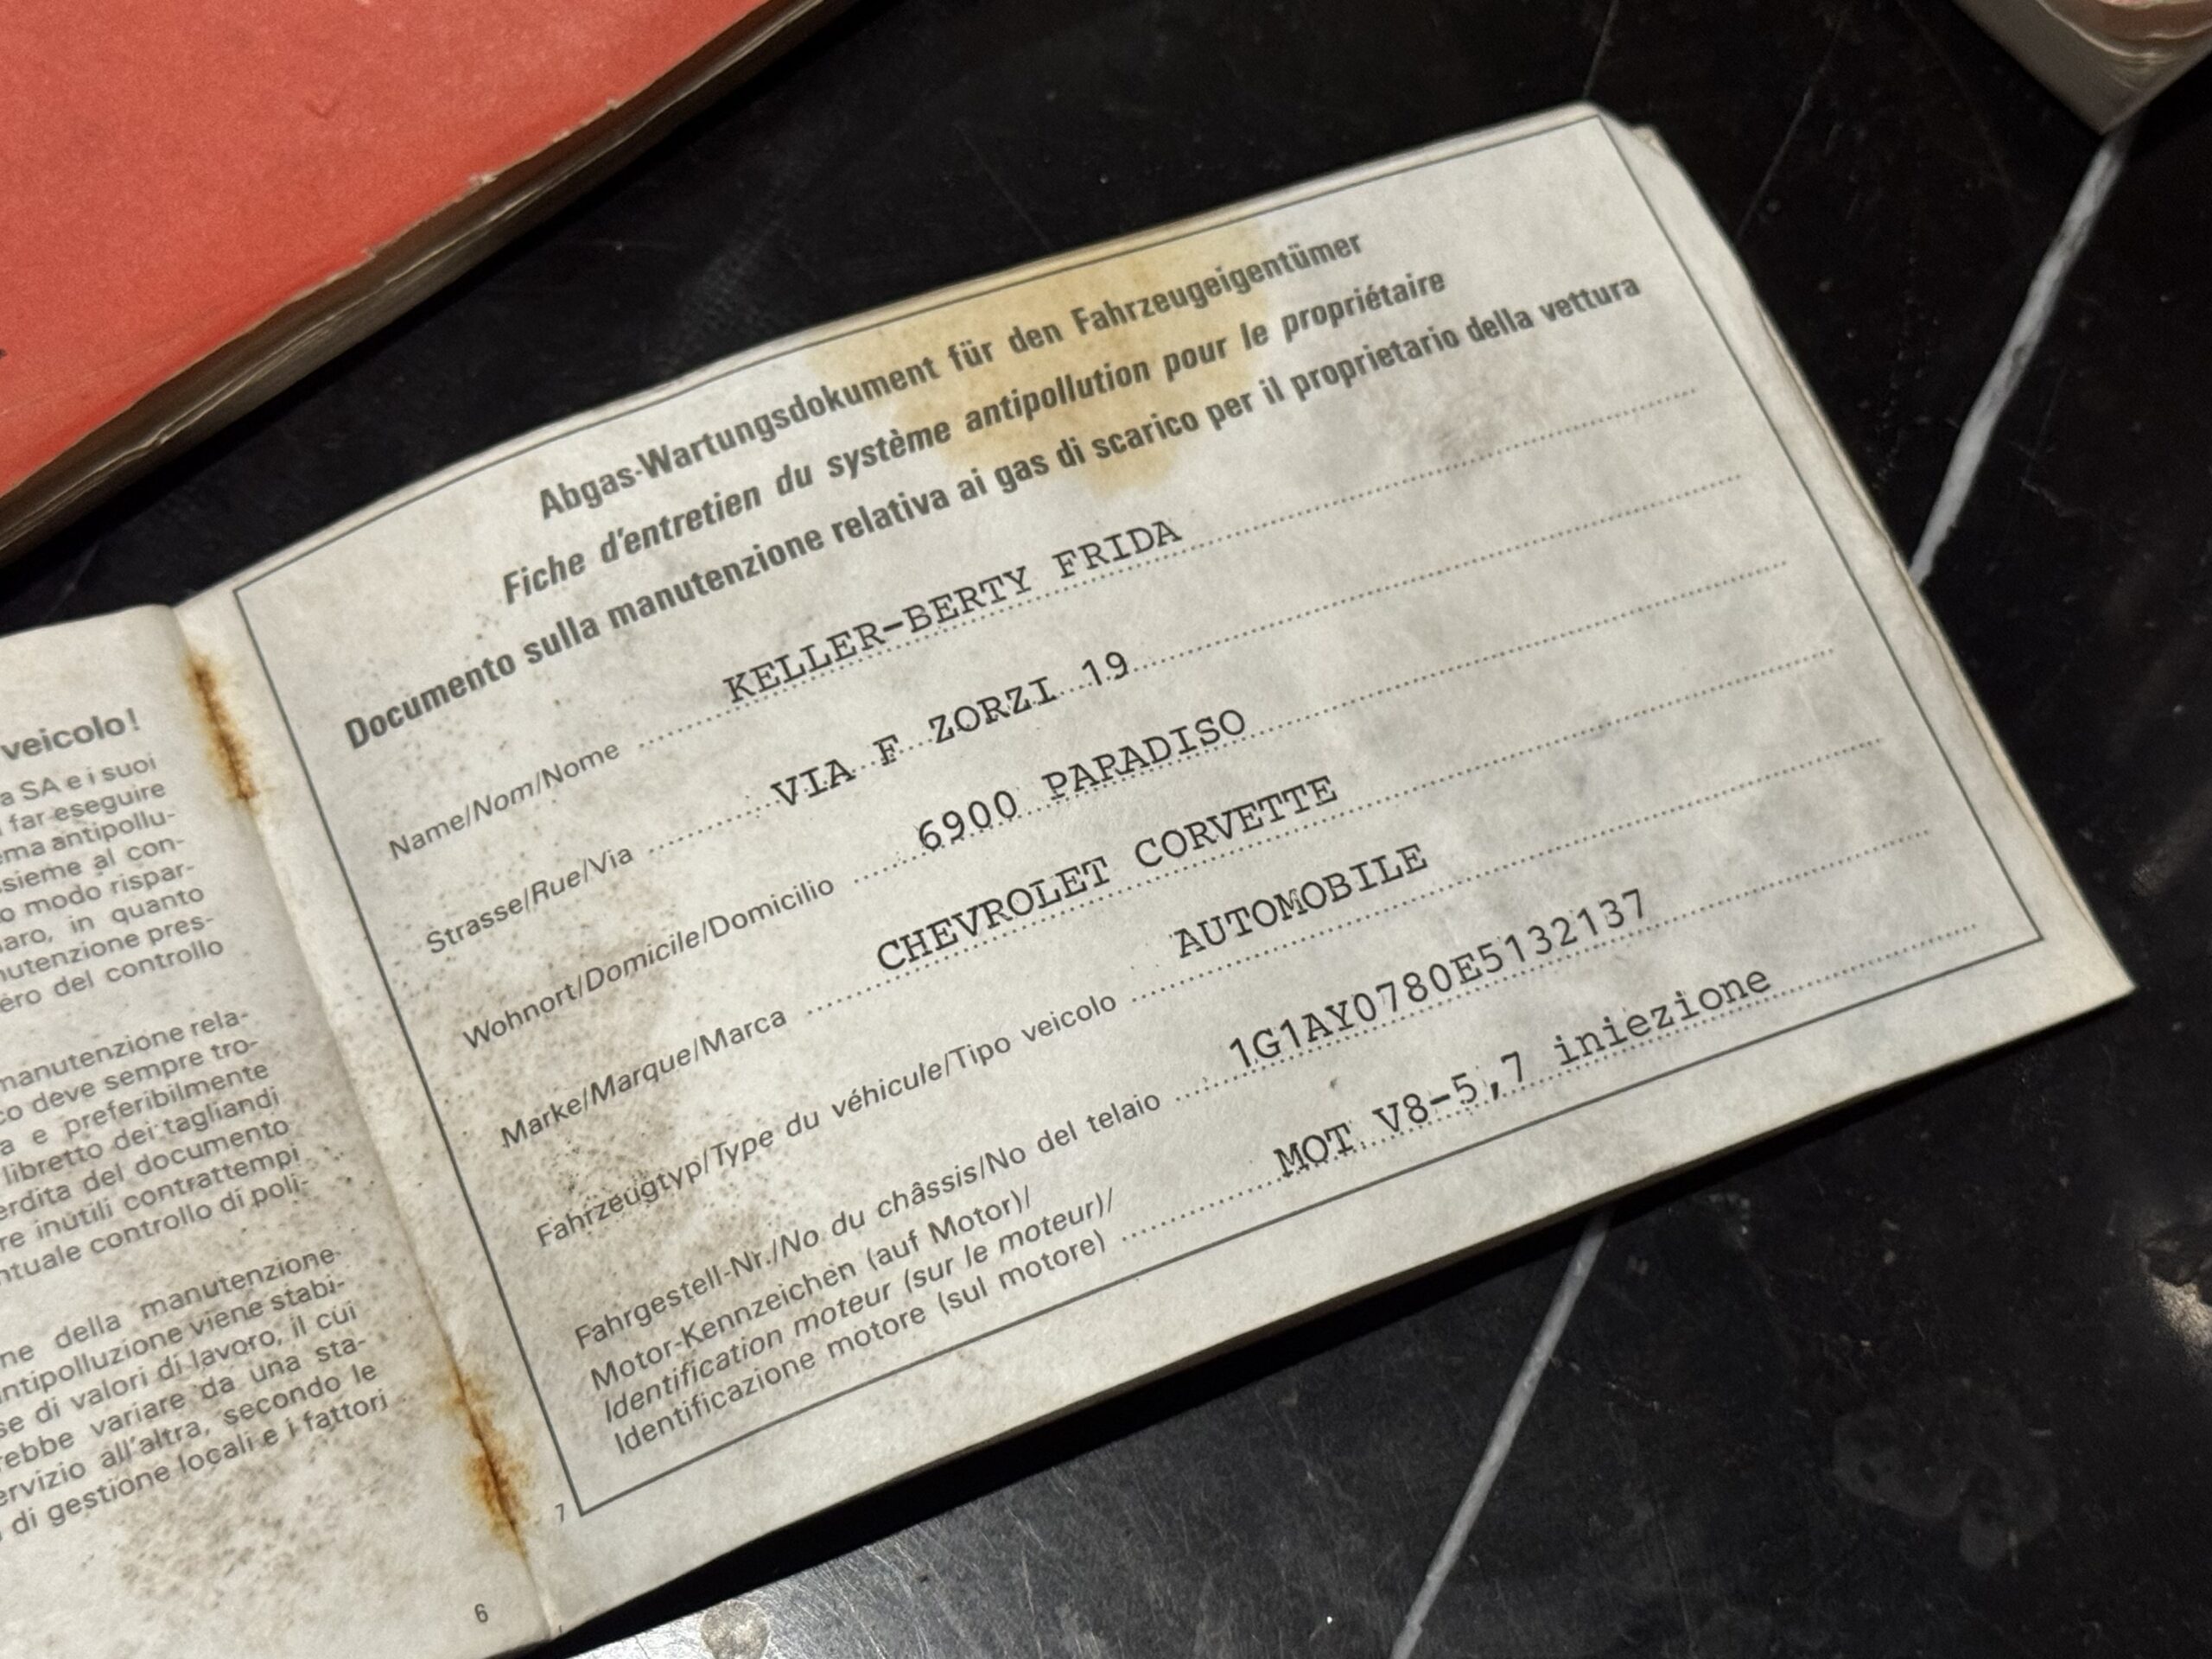 veicolo!
a SA e i suoi
far eseguire
ema antipollu-
ssieme al con-
o modo rispar-
aro, in quanto
nutenzione pres-
ero del controllo
manutenzione rela-
co deve sempre tro-
a e preferibilmente
libretto dei tagliandi
erdita del documento
re inutili contrattempi
ntuale controllo di poli-
ne della manutenzione
antipolluzione viene stabi-
se di valori di lavoro, il cui
rebbe variare da una sta-
ervizio all'altra, secondo le
di gestione locali e i fattori
6
Abgas-Wartungsdokument für den Fahrzeugeigentümer
Fiche d'entretien du système antipollution pour le propriétaire
Documento sulla manutenzione relativa ai gas di scarico per il proprietario della vettura
Name/Nom/Nome KELLER-BERTY FRIDA
Strasse/Rue/Via VIA F ZORZI 19
Wohnort/Domicile/Domicilio 6900 PARADISO
Marke/Marque/Marca CHEVROLET CORVETTE
Fahrzeugtyp/Type du véhicule/Tipo veicolo AUTOMOBILE
Fahrgestell-Nr./No du châssis/No del telaio 1G1AY0780E5132137
Motor-Kennzeichen (auf Motor)/
Identification moteur (sur le moteur)/
Identificazione motore (sul motore) MOT V8-5,7 iniezione
7